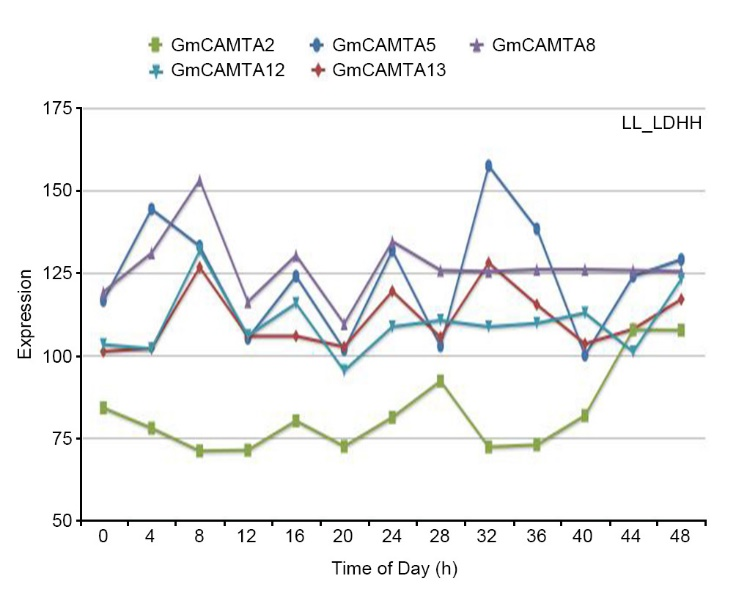 GmCAMTA2 GmCAMTA5 GmCAMTA8
GmCAMTA12 GmCAMTA13
175
LL_LDHH
150
125
Expression
100
75
50
0 4 8 12 16 20 24 28 32 36 40 44 48
Time of Day (h)